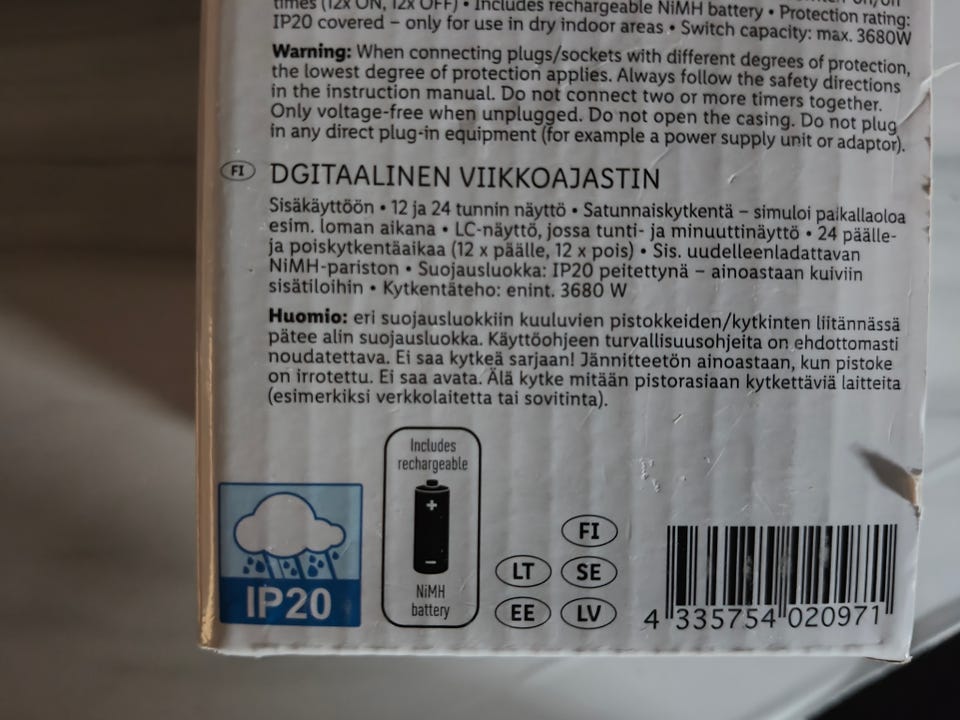 times (12x ON, 12x OFF) • Includes rechargeable NiMH battery • Protection rating:
IP20 covered – only for use in dry indoor areas • Switch capacity: max. 3680W
Warning: When connecting plugs/sockets with different degrees of protection,
the lowest degree of protection applies. Always follow the safety directions
in the instruction manual. Do not connect two or more timers together.
Only voltage-free when unplugged. Do not open the casing. Do not plug
in any direct plug-in equipment (for example a power supply unit or adaptor).
FI DGITAALINEN VIIKKOAJASTIN
Sisäkäyttöön • 12 ja 24 tunnin näyttö • Satunnaiskytkentä – simuloi paikallaoloa
esim. loman aikana • LC-näyttö, jossa tunti- ja minuuttinäyttö • 24 päälle-
ja poiskytkentäaikaa (12 x päälle, 12 x pois) • Sis. uudelleenladattavan
NiMH-pariston • Suojausluokka: IP20 peitettynä – ainoastaan kuiviin
sisätiloihin • Kytkentäteho: enint. 3680 W
Huomio: eri suojausluokkiin kuuluvien pistokkeiden/kytkinten liitännässä
pätee alin suojausluokka. Käyttöohjeen turvallisuusohjeita on ehdottomasti
noudatettava. Ei saa kytkeä sarjaan! Jännitteetön ainoastaan, kun pistoke
on irrotettu. Ei saa avata. Älä kytke mitään pistorasiaan kytkettäviä laitteita
(esimerkiksi verkkolaitetta tai sovitinta).
Includes
rechargeable
+
–
NiMH
battery
IP20
FI
LT SE
EE LV
4 335754 020971